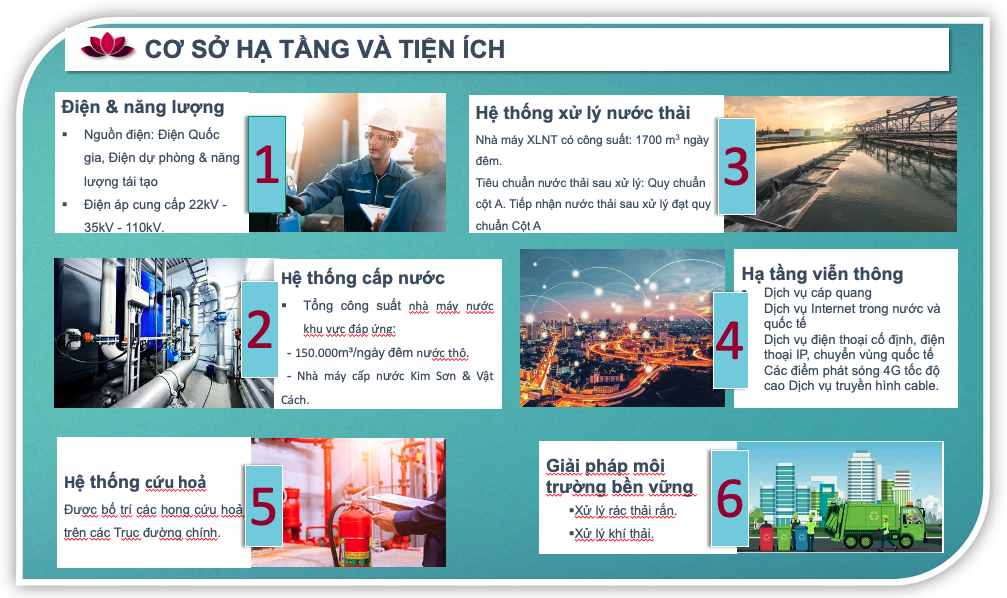 CƠ SỞ HẠ TẦNG VÀ TIỆN ÍCH
Điện & năng lượng
▪ Nguồn điện: Điện Quốc
gia, Điện dự phòng & năng
lượng tái tạo
▪ Điện áp cung cấp 22kV -
35kV - 110kV.
1
Hệ thống cấp nước
▪ Tổng công suất nhà máy nước
khu vực đáp ứng:
- 150.000m³/ngày đêm nước thô.
- Nhà máy cấp nước Kim Sơn & Vật
Cách.
2
Hệ thống xử lý nước thải
Nhà máy XLNT có công suất: 1700 m³ ngày
đêm.
Tiêu chuẩn nước thải sau xử lý: Quy chuẩn
cột A. Tiếp nhận nước thải sau xử lý đạt quy
chuẩn Cột A
3
Hạ tầng viễn thông
▪ Dịch vụ cáp quang
Dịch vụ Internet trong nước và
quốc tế
Dịch vụ điện thoại cố định, điện
thoại IP, chuyển vùng quốc tế
Các điểm phát sóng 4G tốc độ
cao Dịch vụ truyền hình cable.
4
Hệ thống cứu hoả
Được bố trí các họng cứu hoả
trên các Trục đường chính.
5
Giải pháp môi
trường bền vững
▪Xử lý rác thải rắn.
▪Xử lý khí thải.
6